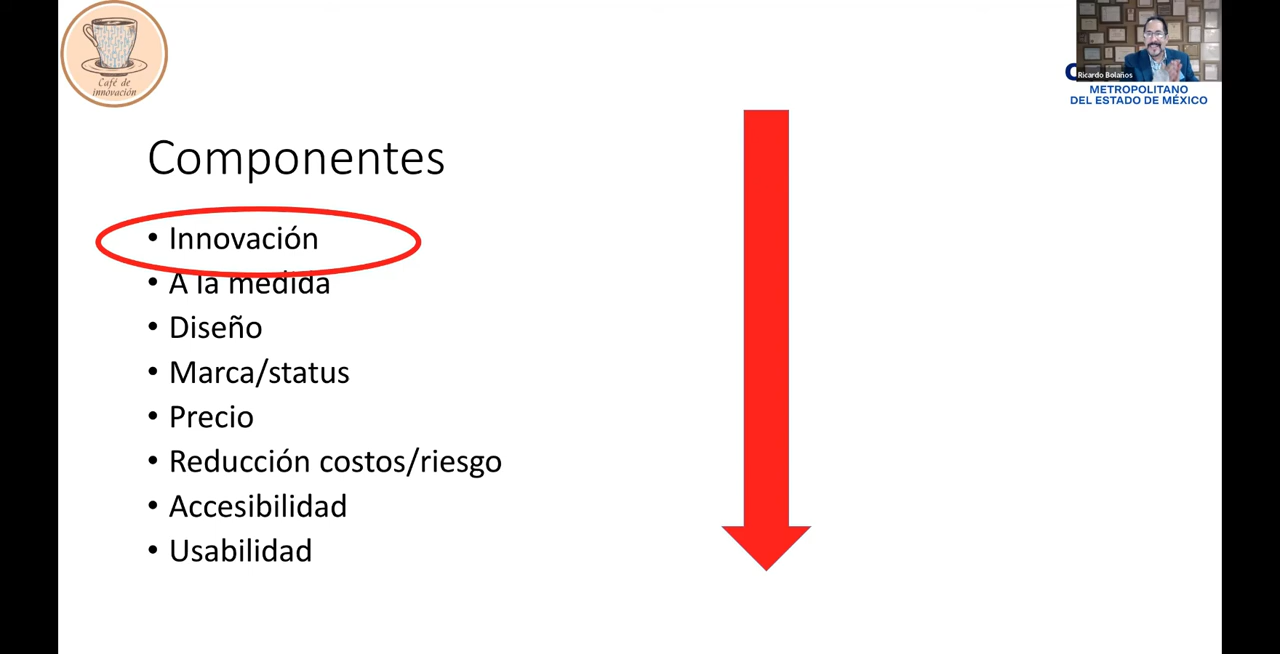 Café de
innovación
Ricardo Bolaños
METROPOLITANO
DEL ESTADO DE MÉXICO
Componentes
• Innovación
• A la medida
• Diseño
• Marca/status
• Precio
• Reducción costos/riesgo
• Accesibilidad
• Usabilidad